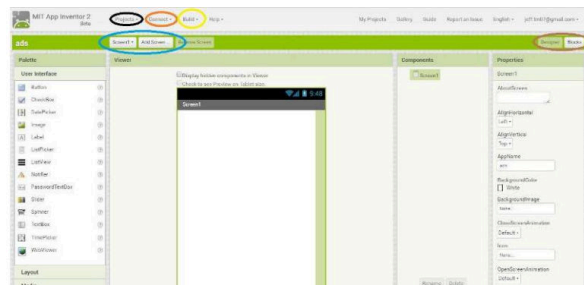 MIT App Inventor 2
Beta
Projects
Connect
Build
Help
My Projects
Gallery
Guide
Report an Issue
English
adn
Screen1
Add Screen
Remove Screen
Designer
Blocks
Palette
User Interface
Button
CheckBox
DatePicker
Image
Label
ListPicker
ListView
Notifier
PasswordTextBox
Slider
Spinner
TextBox
TimePicker
WebViewer
Layout
Viewer
Display hidden components in Viewer
Check to see Preview on Tablet size.
9:48
Screen1
Components
Screen1
Rename
Delete
Properties
Screen1
AboutScreen
AlignHorizontal
Left
AlignVertical
Top
AppName
adn
BackgroundColor
White
BackgroundImage
None...
CloseScreenAnimation
Default
Icon
None...
OpenScreenAnimation
Default